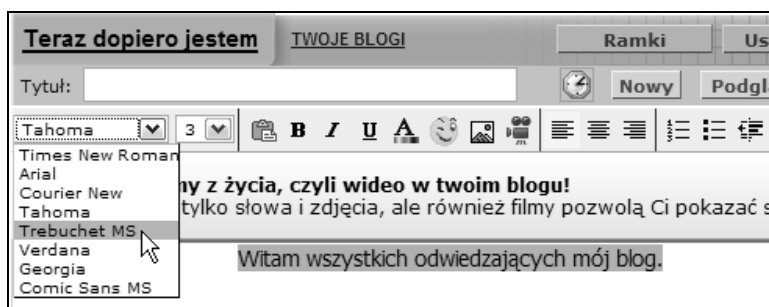 Teraz dopiero jestem TWOJE BLOGI Ramki
Tytuł: Nowy
Tahoma 3 B I U A
Times New Roman
Arial
Courier New
Tahoma
Trebuchet MS
Verdana
Georgia
Comic Sans MS
z życia, czyli wideo w twoim blogu!
tylko słowa i zdjęcia, ale również filmy pozwolą Ci pokazać
Witam wszystkich odwiedzających mój blog.